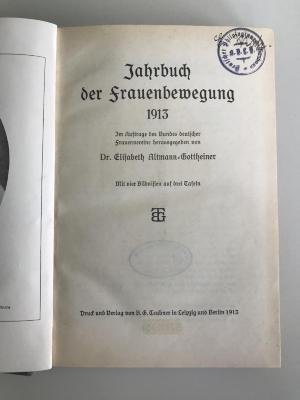 Jahrbuch
der Frauenbewegung
1913
Im Auftrage des Bundes deutscher
Frauenvereine herausgegeben von
Dr. Elisabeth Altmann-Gottheiner
Mit vier Bildnissen auf drei Tafeln
Druck und Verlag von B. G. Teubner in Leipzig und Berlin 1913